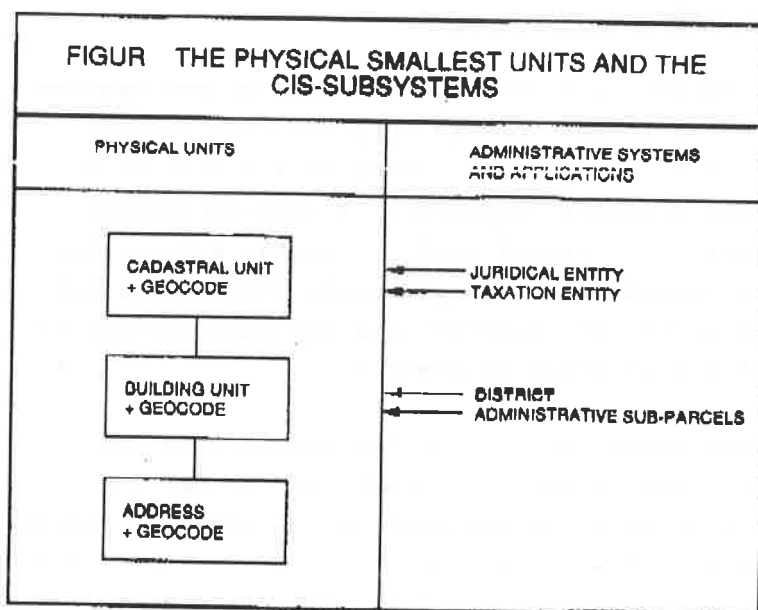 FIGUR THE PHYSICAL SMALLEST UNITS AND THE
CIS-SUBSYSTEMS
PHYSICAL UNITS
ADMINISTRATIVE SYSTEMS
AND APPLICATIONS
CADASTRAL UNIT
+ GEOCODE
JURIDICAL ENTITY
TAXATION ENTITY
BUILDING UNIT
+ GEOCODE
DISTRICT
ADMINISTRATIVE SUB-PARCELS
ADDRESS
+ GEOCODE